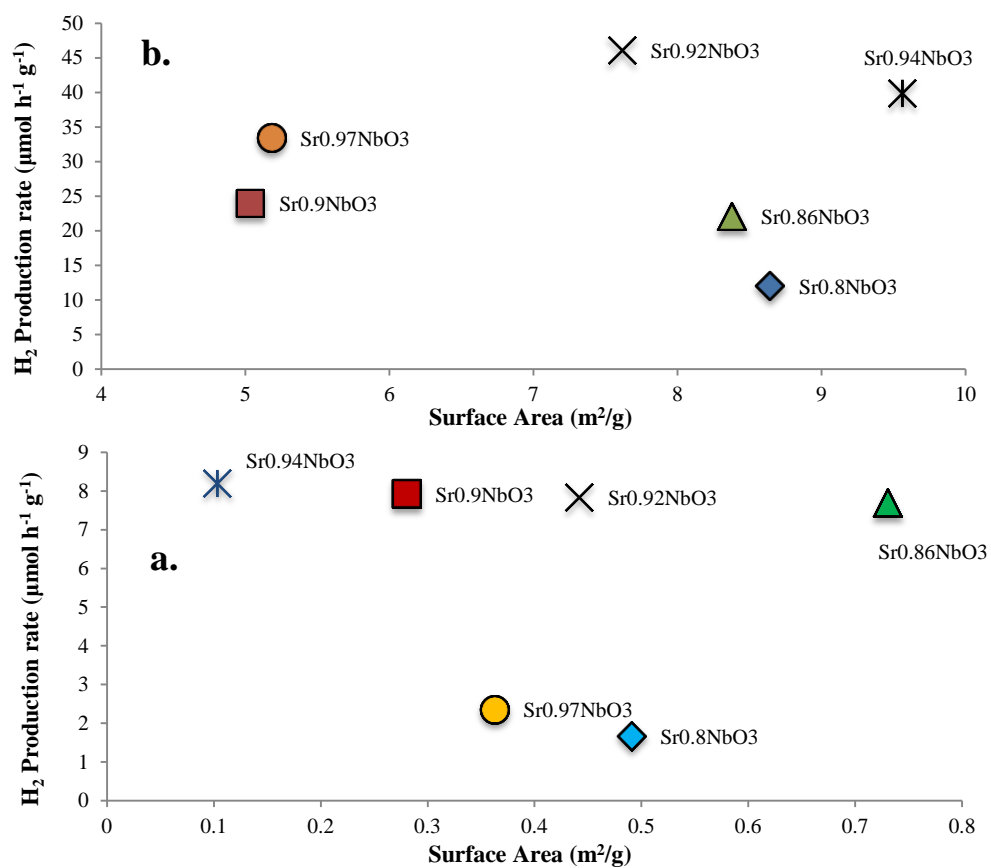 b.
H₂ Production rate (µmol h⁻¹ g⁻¹)
50
45
40
35
30
25
20
15
10
5
0
Sr0.92NbO3
Sr0.94NbO3
Sr0.97NbO3
Sr0.9NbO3
Sr0.86NbO3
Sr0.8NbO3
4 5 6 7 8 9 10
Surface Area (m²/g)
a.
H₂ Production rate (µmol h⁻¹ g⁻¹)
9
8
7
6
5
4
3
2
1
0
Sr0.94NbO3
Sr0.9NbO3
Sr0.92NbO3
Sr0.86NbO3
Sr0.97NbO3
Sr0.8NbO3
0 0.1 0.2 0.3 0.4 0.5 0.6 0.7 0.8
Surface Area (m²/g)